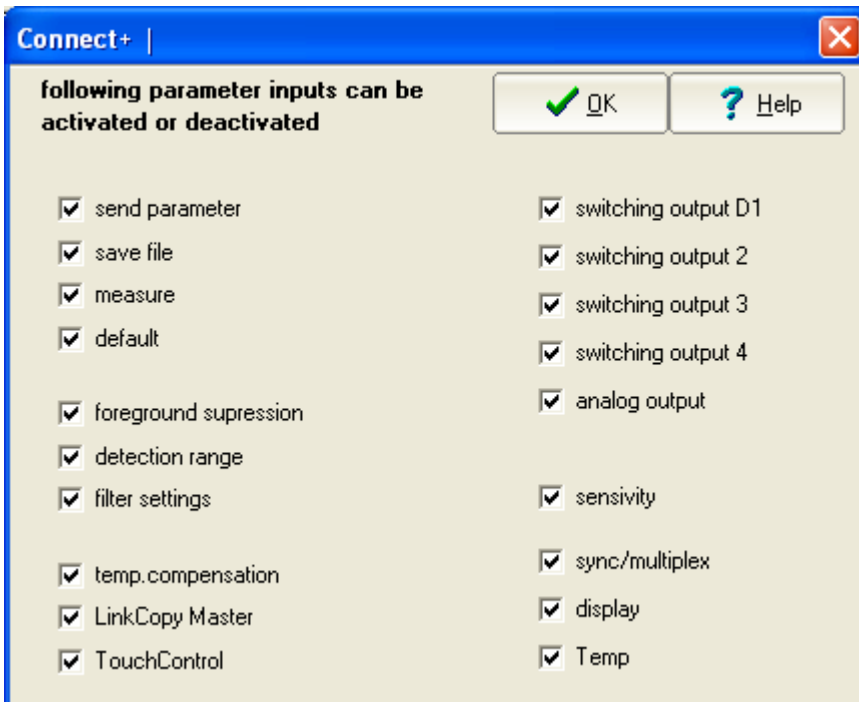 Connect+ |
following parameter inputs can be
activated or deactivated
OK
Help
send parameter
save file
measure
default
foreground supression
detection range
filter settings
temp.compensation
LinkCopy Master
TouchControl
switching output D1
switching output 2
switching output 3
switching output 4
analog output
sensivity
sync/multiplex
display
Temp